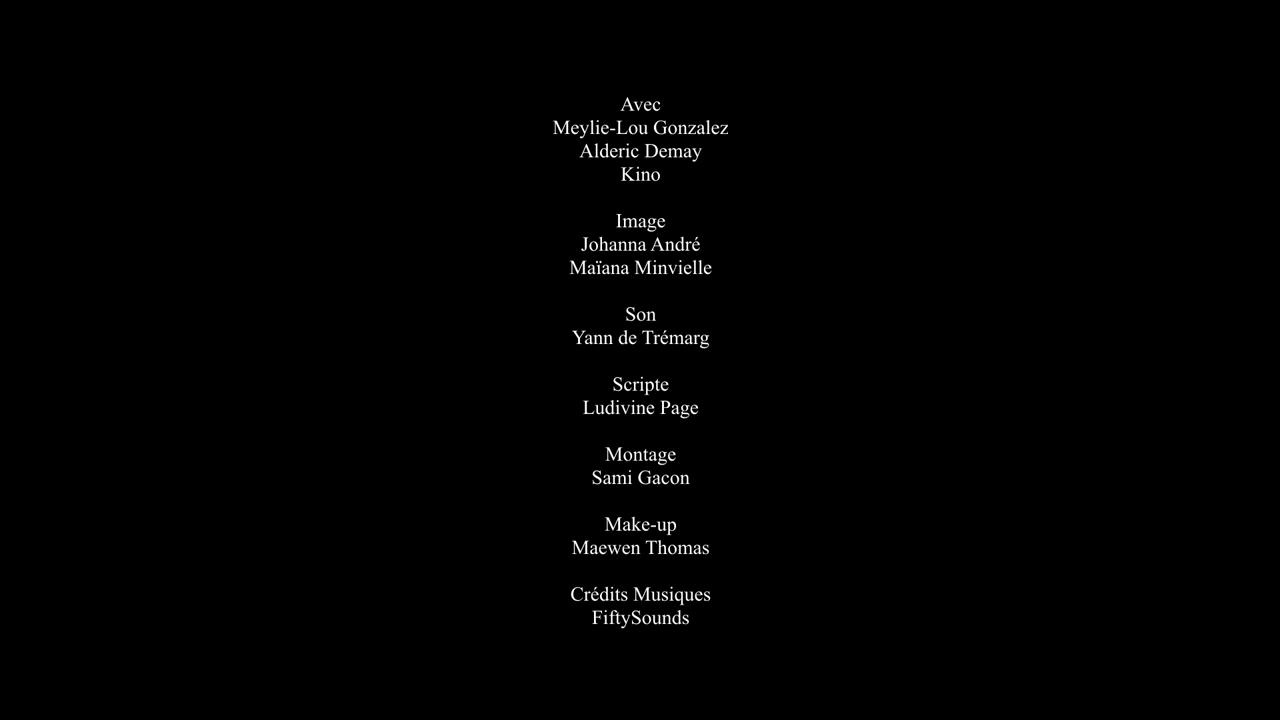 Avec
Meylie-Lou Gonzalez
Alderic Demay
Kino
Image
Johanna André
Maïana Minvielle
Son
Yann de Trémarg
Scripte
Ludivine Page
Montage
Sami Gacon
Make-up
Maewen Thomas
Crédits Musiques
FiftySounds